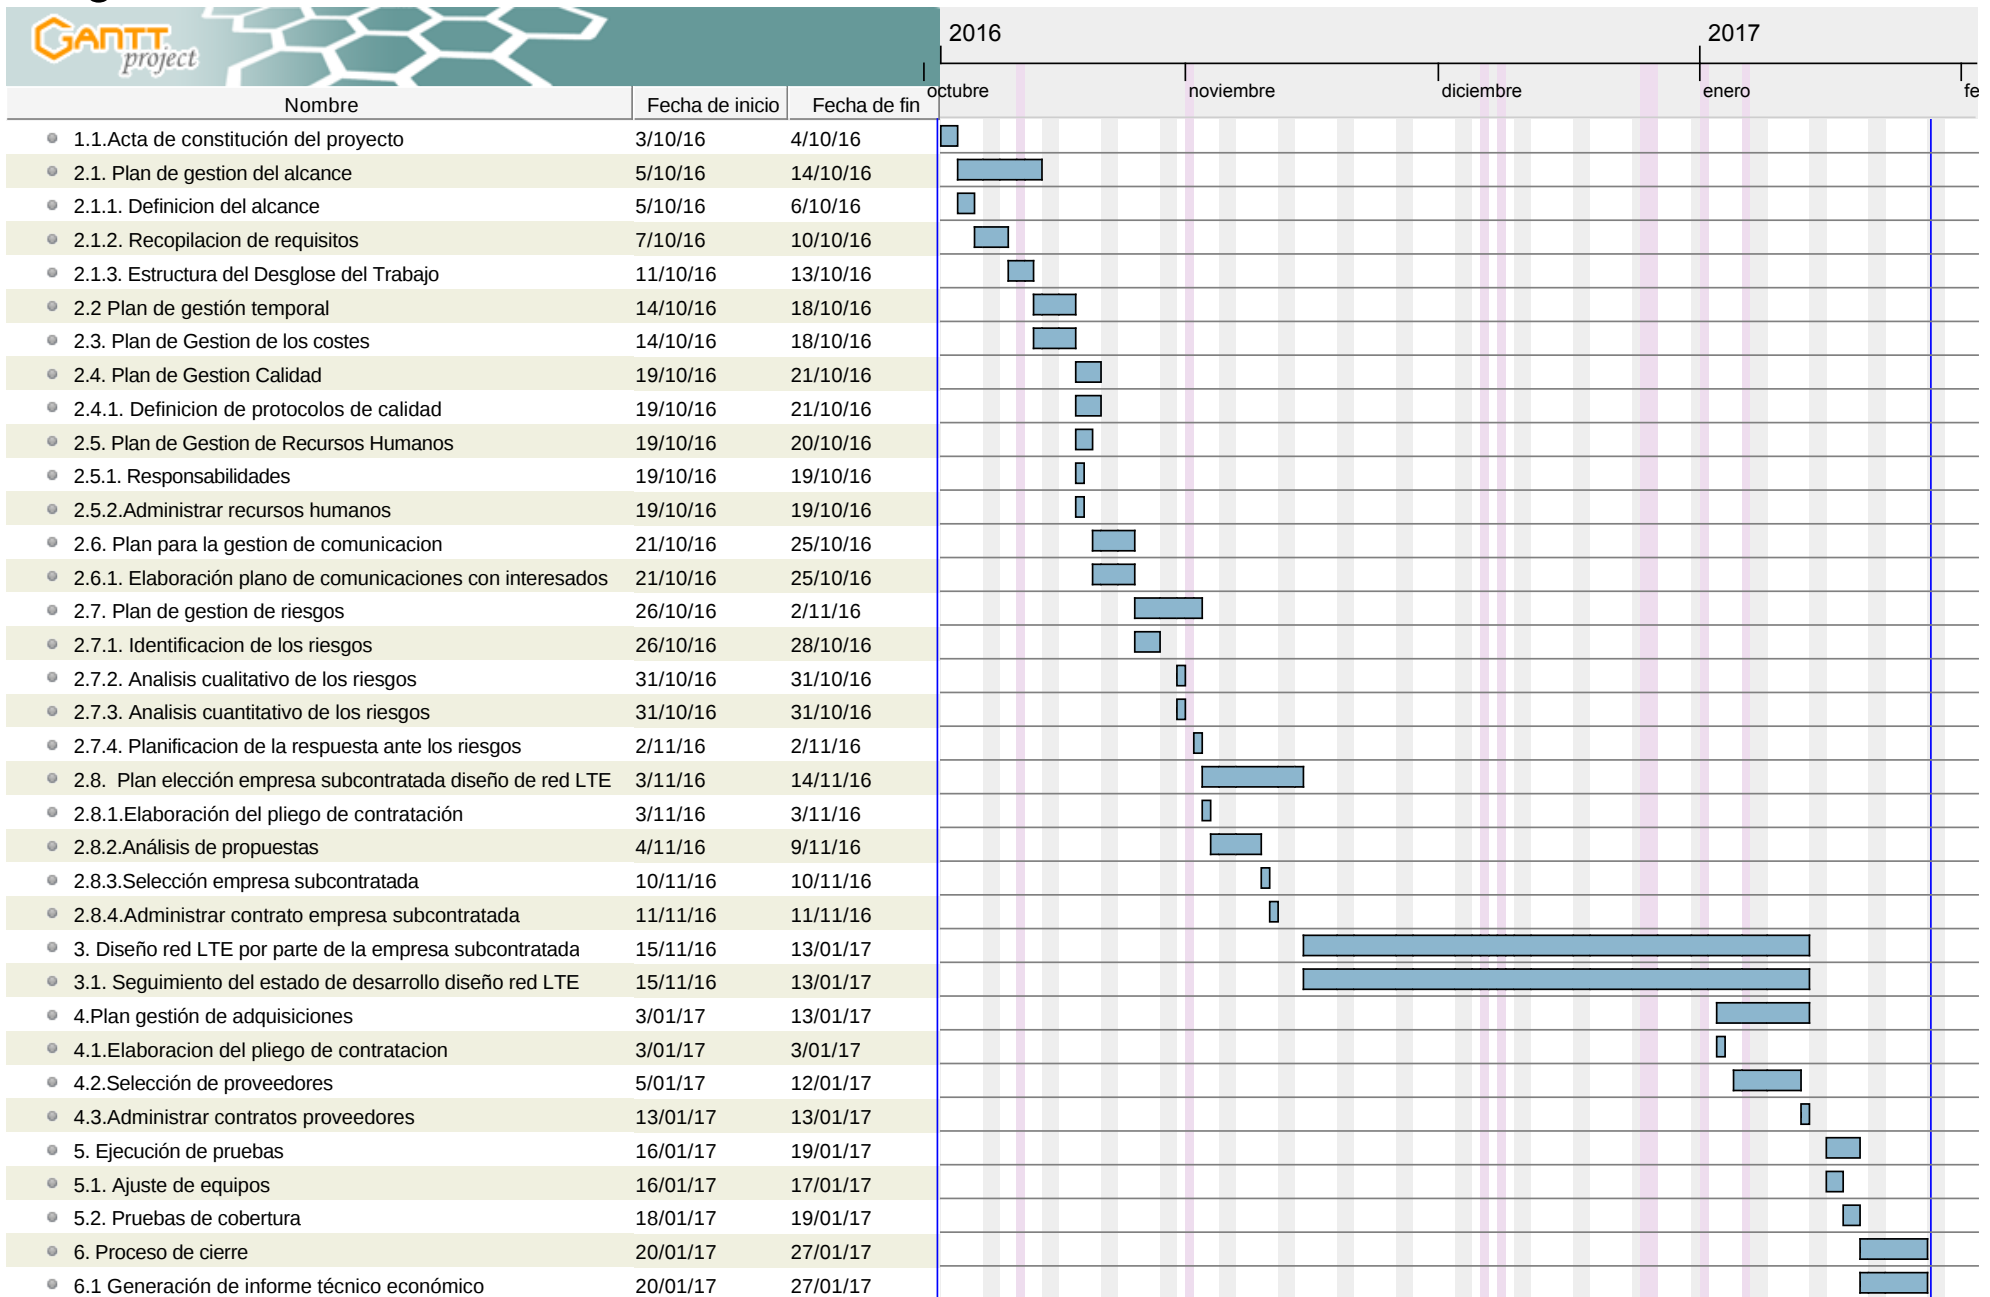 GANTT
project
2016
2017
octubre
noviembre
diciembre
enero
fe
Nombre Fecha de inicio Fecha de fin
1.1.Acta de constitución del proyecto 3/10/16 4/10/16
2.1. Plan de gestion del alcance 5/10/16 14/10/16
2.1.1. Definicion del alcance 5/10/16 6/10/16
2.1.2. Recopilacion de requisitos 7/10/16 10/10/16
2.1.3. Estructura del Desglose del Trabajo 11/10/16 13/10/16
2.2 Plan de gestión temporal 14/10/16 18/10/16
2.3. Plan de Gestion de los costes 14/10/16 18/10/16
2.4. Plan de Gestion Calidad 19/10/16 21/10/16
2.4.1. Definicion de protocolos de calidad 19/10/16 21/10/16
2.5. Plan de Gestion de Recursos Humanos 19/10/16 20/10/16
2.5.1. Responsabilidades 19/10/16 19/10/16
2.5.2.Administrar recursos humanos 19/10/16 19/10/16
2.6. Plan para la gestion de comunicacion 21/10/16 25/10/16
2.6.1. Elaboración plano de comunicaciones con interesados 21/10/16 25/10/16
2.7. Plan de gestion de riesgos 26/10/16 2/11/16
2.7.1. Identificacion de los riesgos 26/10/16 28/10/16
2.7.2. Analisis cualitativo de los riesgos 31/10/16 31/10/16
2.7.3. Analisis cuantitativo de los riesgos 31/10/16 31/10/16
2.7.4. Planificacion de la respuesta ante los riesgos 2/11/16 2/11/16
2.8. Plan elección empresa subcontratada diseño de red LTE 3/11/16 14/11/16
2.8.1.Elaboración del pliego de contratación 3/11/16 3/11/16
2.8.2.Análisis de propuestas 4/11/16 9/11/16
2.8.3.Selección empresa subcontratada 10/11/16 10/11/16
2.8.4.Administrar contrato empresa subcontratada 11/11/16 11/11/16
3. Diseño red LTE por parte de la empresa subcontratada 15/11/16 13/01/17
3.1. Seguimiento del estado de desarrollo diseño red LTE 15/11/16 13/01/17
4.Plan gestión de adquisiciones 3/01/17 13/01/17
4.1.Elaboracion del pliego de contratacion 3/01/17 3/01/17
4.2.Selección de proveedores 5/01/17 12/01/17
4.3.Administrar contratos proveedores 13/01/17 13/01/17
5. Ejecución de pruebas 16/01/17 19/01/17
5.1. Ajuste de equipos 16/01/17 17/01/17
5.2. Pruebas de cobertura 18/01/17 19/01/17
6. Proceso de cierre 20/01/17 27/01/17
6.1 Generación de informe técnico económico 20/01/17 27/01/17